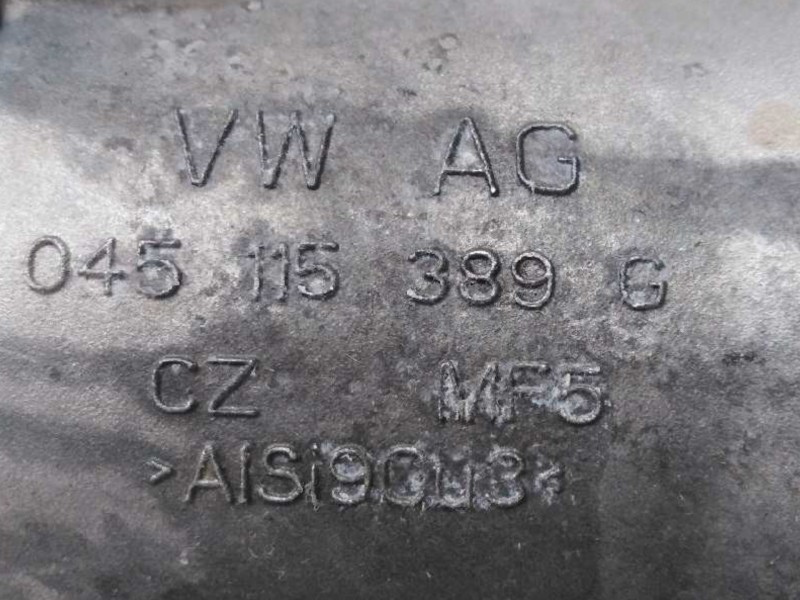 VW AG
045 115 389 G
CZ MF5
>AlSi9Cu3<